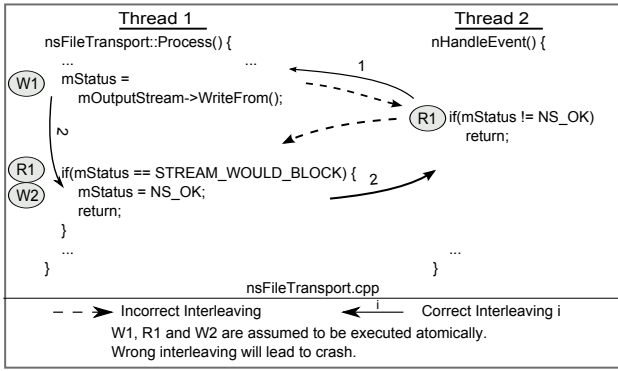 Thread 1
Thread 2
nsFileTransport::Process() {
nHandleEvent() {
...
...
1
W1
mStatus =
mOutputStream->WriteFrom();
R1
if(mStatus != NS_OK)
return;
2
R1
if(mStatus == STREAM_WOULD_BLOCK) {
2
W2
mStatus = NS_OK;
return;
}
...
...
}
}
nsFileTransport.cpp
Incorrect Interleaving
i
Correct Interleaving i
W1, R1 and W2 are assumed to be executed atomically.
Wrong interleaving will lead to crash.